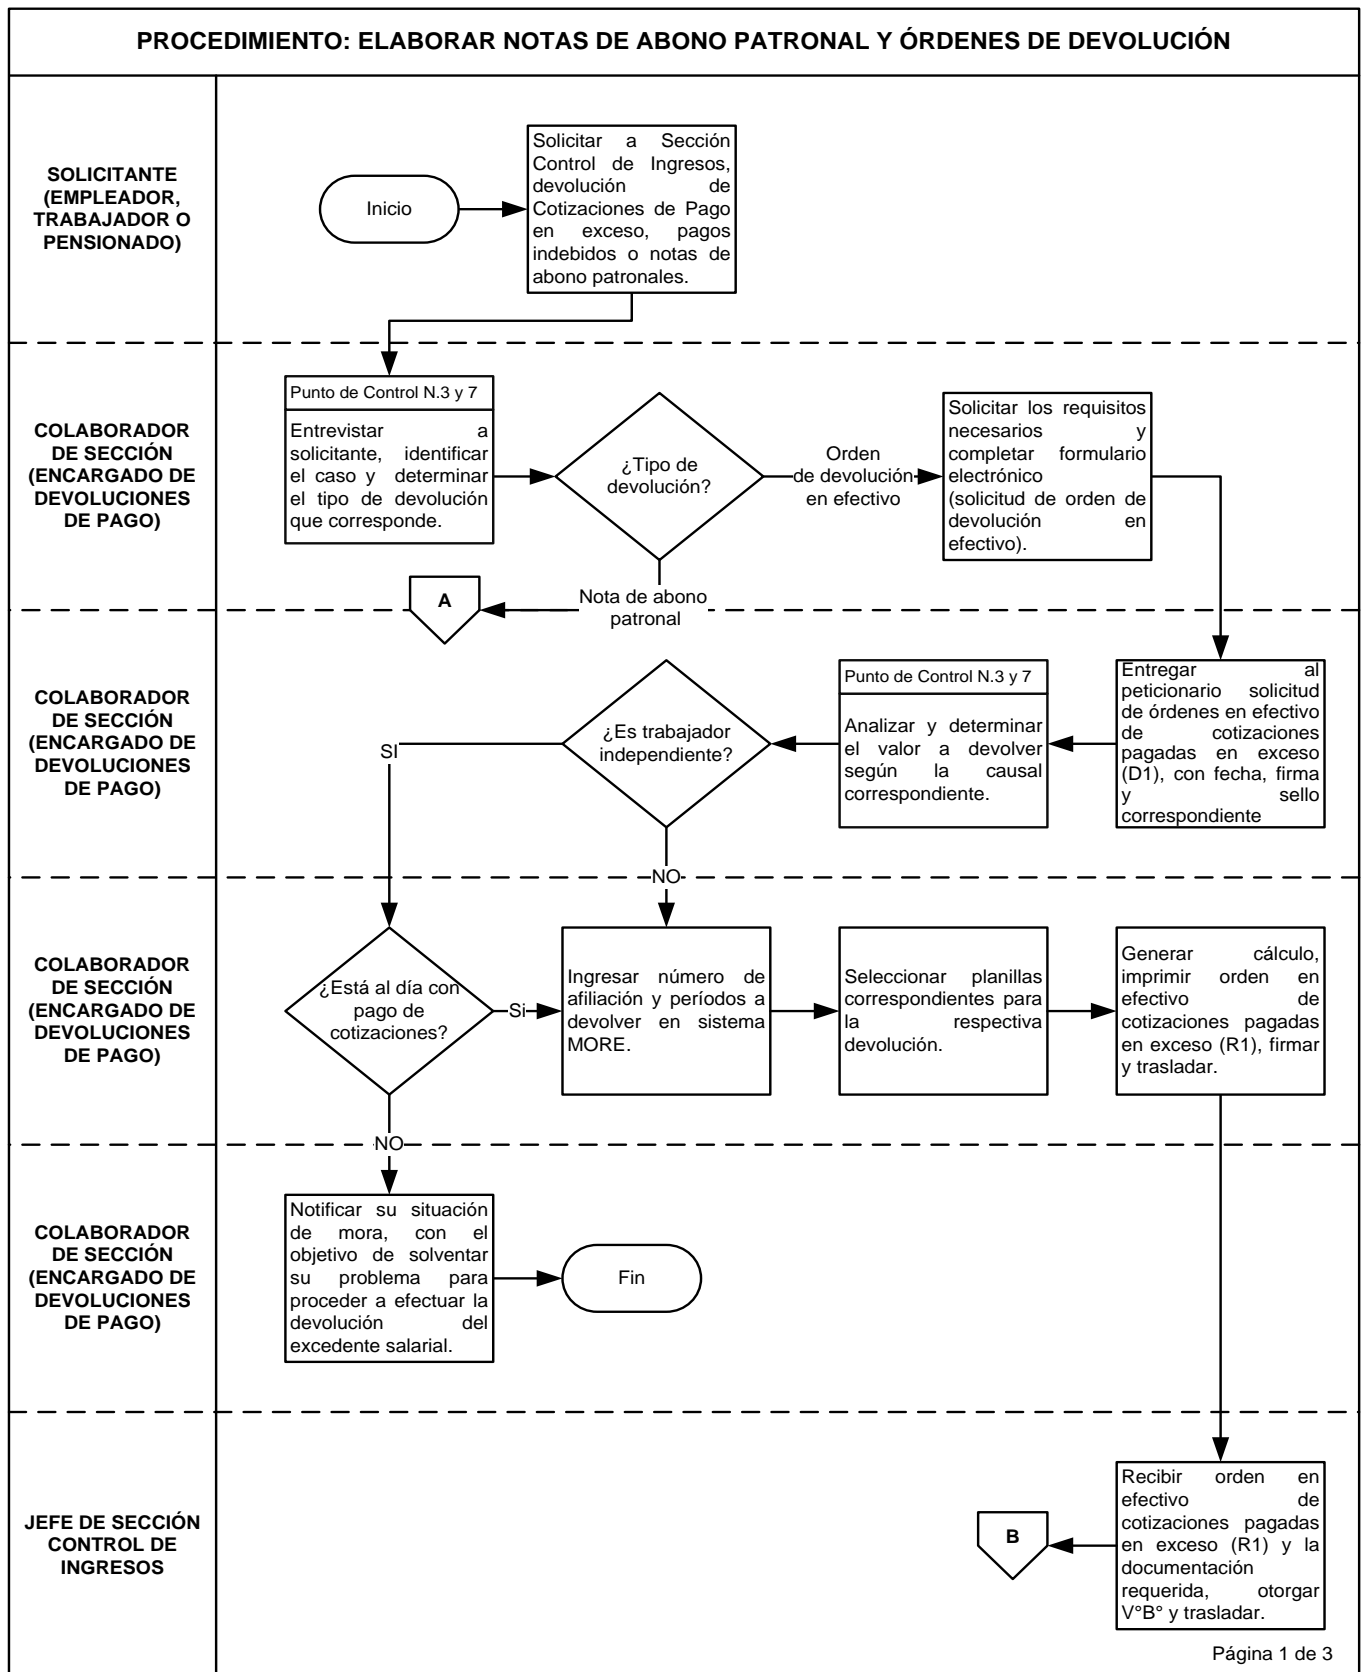 PROCEDIMIENTO: ELABORAR NOTAS DE ABONO PATRONAL Y ÓRDENES DE DEVOLUCIÓN
SOLICITANTE
(EMPLEADOR,
TRABAJADOR O
PENSIONADO)
Inicio
Solicitar a Sección
Control de Ingresos,
devolución de
Cotizaciones de Pago
en exceso, pagos
indebidos o notas de
abono patronales.
COLABORADOR
DE SECCIÓN
(ENCARGADO DE
DEVOLUCIONES
DE PAGO)
Punto de Control N.3 y 7
Entrevistar a
solicitante, identificar
el caso y determinar
el tipo de devolución
que corresponde.
¿Tipo de
devolución?
Orden
de devolución
en efectivo
Solicitar los requisitos
necesarios y
completar formulario
electrónico
(solicitud de orden de
devolución en
efectivo).
A
Nota de abono
patronal
COLABORADOR
DE SECCIÓN
(ENCARGADO DE
DEVOLUCIONES
DE PAGO)
SI
¿Es trabajador
independiente?
Punto de Control N.3 y 7
Analizar y determinar
el valor a devolver
según la causal
correspondiente.
Entregar al
peticionario solicitud
de órdenes en efectivo
de cotizaciones
pagadas en exceso
(D1), con fecha, firma
y sello
correspondiente
NO
COLABORADOR
DE SECCIÓN
(ENCARGADO DE
DEVOLUCIONES
DE PAGO)
¿Está al día con
pago de
cotizaciones?
Si
Ingresar número de
afiliación y períodos a
devolver en sistema
MORE.
Seleccionar planillas
correspondientes para
la respectiva
devolución.
Generar cálculo,
imprimir orden en
efectivo de
cotizaciones pagadas
en exceso (R1), firmar
y trasladar.
NO
COLABORADOR
DE SECCIÓN
(ENCARGADO DE
DEVOLUCIONES
DE PAGO)
Notificar su situación
de mora, con el
objetivo de solventar
su problema para
proceder a efectuar la
devolución del
excedente salarial.
Fin
JEFE DE SECCIÓN
CONTROL DE
INGRESOS
B
Recibir orden en
efectivo de
cotizaciones pagadas
en exceso (R1) y la
documentación
requerida, otorgar
V°B° y trasladar.
Página 1 de 3